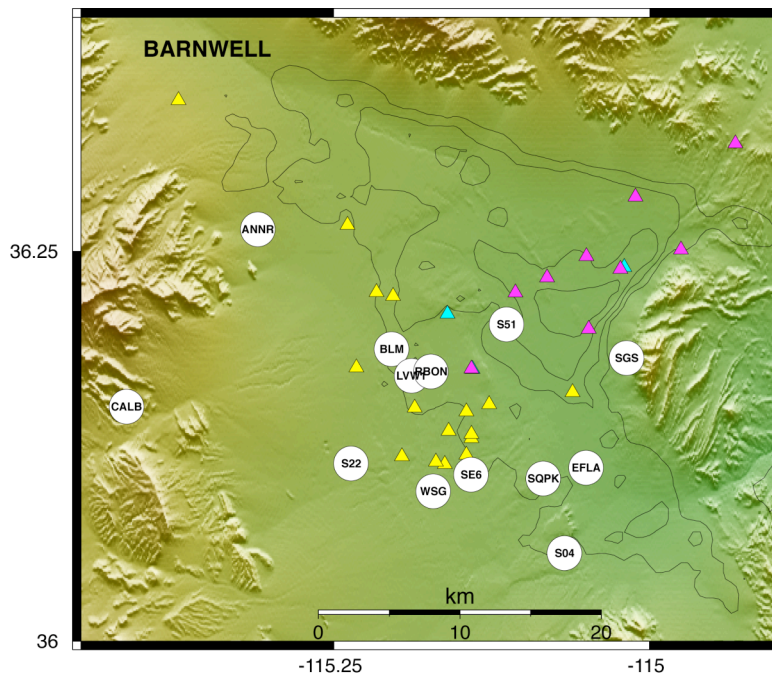 BARNWELL
ANNR
36.25
S51
BLM
SGS
LVW1
RBON
CALB
S22
EFLA
SE6
SQPK
WSG
S04
km
0
10
20
36
-115.25
-115